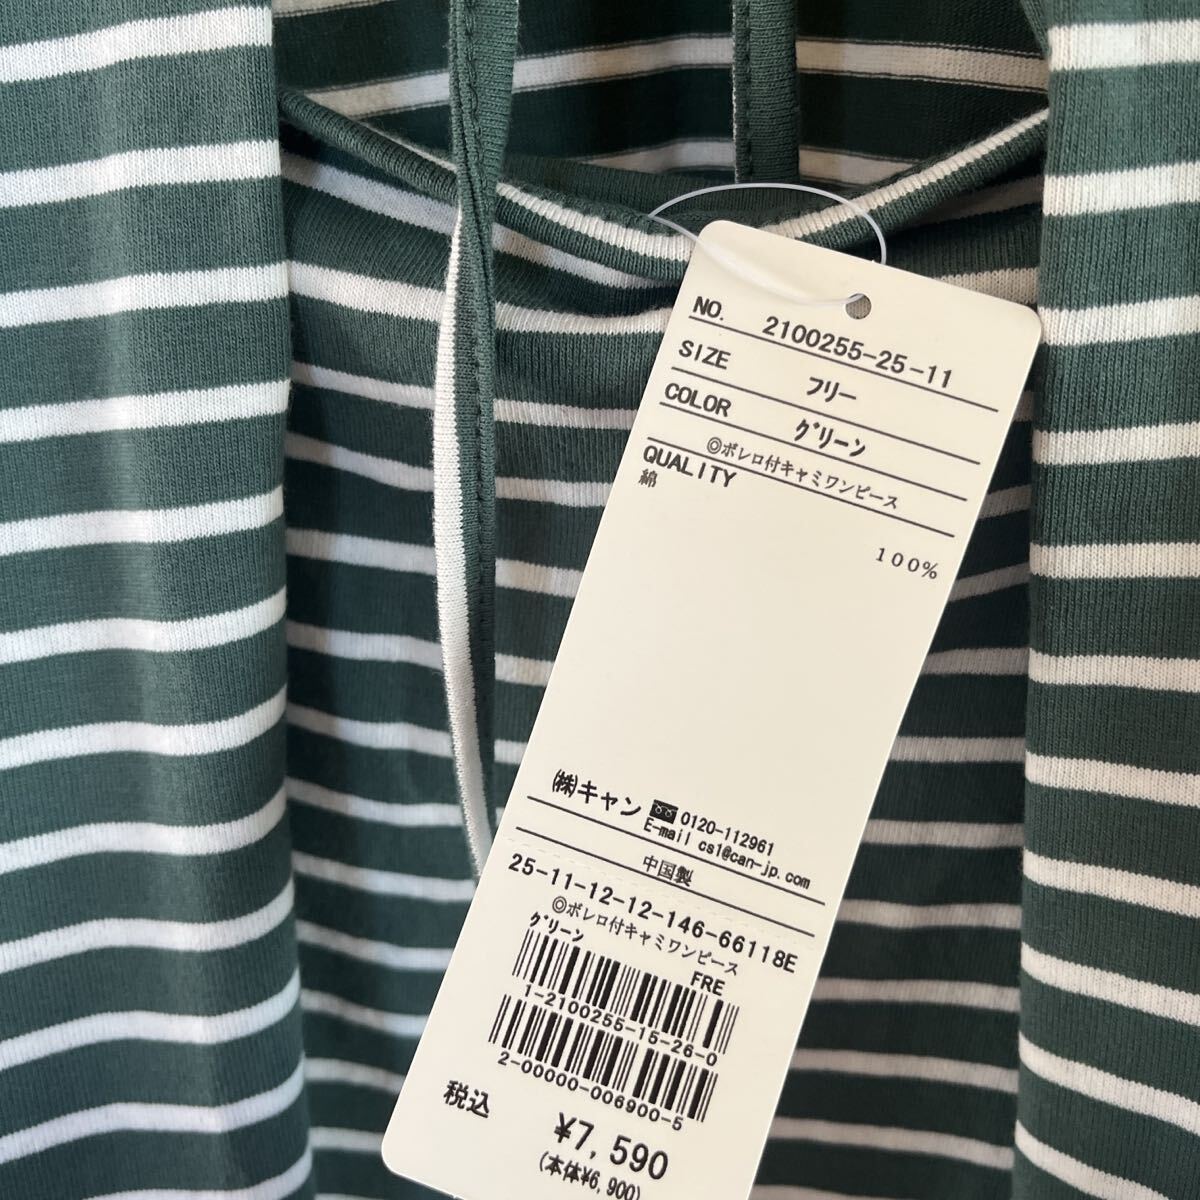 NO. 2100255-25-11
SIZE フリー
COLOR グリーン
◎ボレロ付キャミワンピース
QUALITY
綿
100%
(株)キャン 0120-112961
E-mail cs1@can-jp.com
中国製
25-11-12-12-146-66118E
◎ボレロ付キャミワンピース
グリーン
FRE
1-2100255-15-26-0
2-00000-006900-5
税込 ¥7,590
(本体¥6,900)